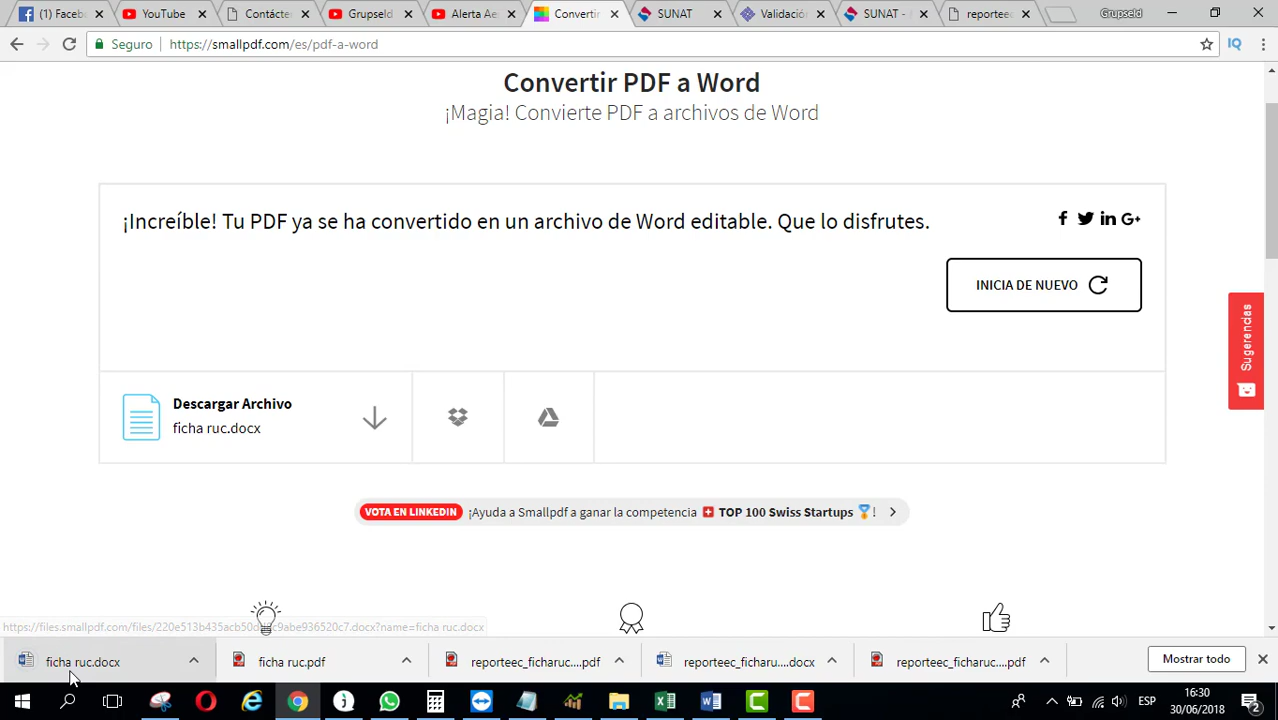 (1) Faceb
YouTube
Contácte
Grupseld
Alerta Ae
Convertir
SUNAT
Validació
SUNAT -
reportee
Grupseld
Seguro
https://smallpdf.com/es/pdf-a-word
IQ
Convertir PDF a Word
¡Magia! Convierte PDF a archivos de Word
¡Increíble! Tu PDF ya se ha convertido en un archivo de Word editable. Que lo disfrutes.
INICIA DE NUEVO
Sugerencias
Descargar Archivo
ficha ruc.docx
VOTA EN LINKEDIN ¡Ayuda a Smallpdf a ganar la competencia TOP 100 Swiss Startups !
ficha ruc.docx
ficha ruc.pdf
reporteec_ficharuc....pdf
reporteec_ficharu....docx
reporteec_ficharuc....pdf
Mostrar todo
ESP
16:30
30/06/2018
2